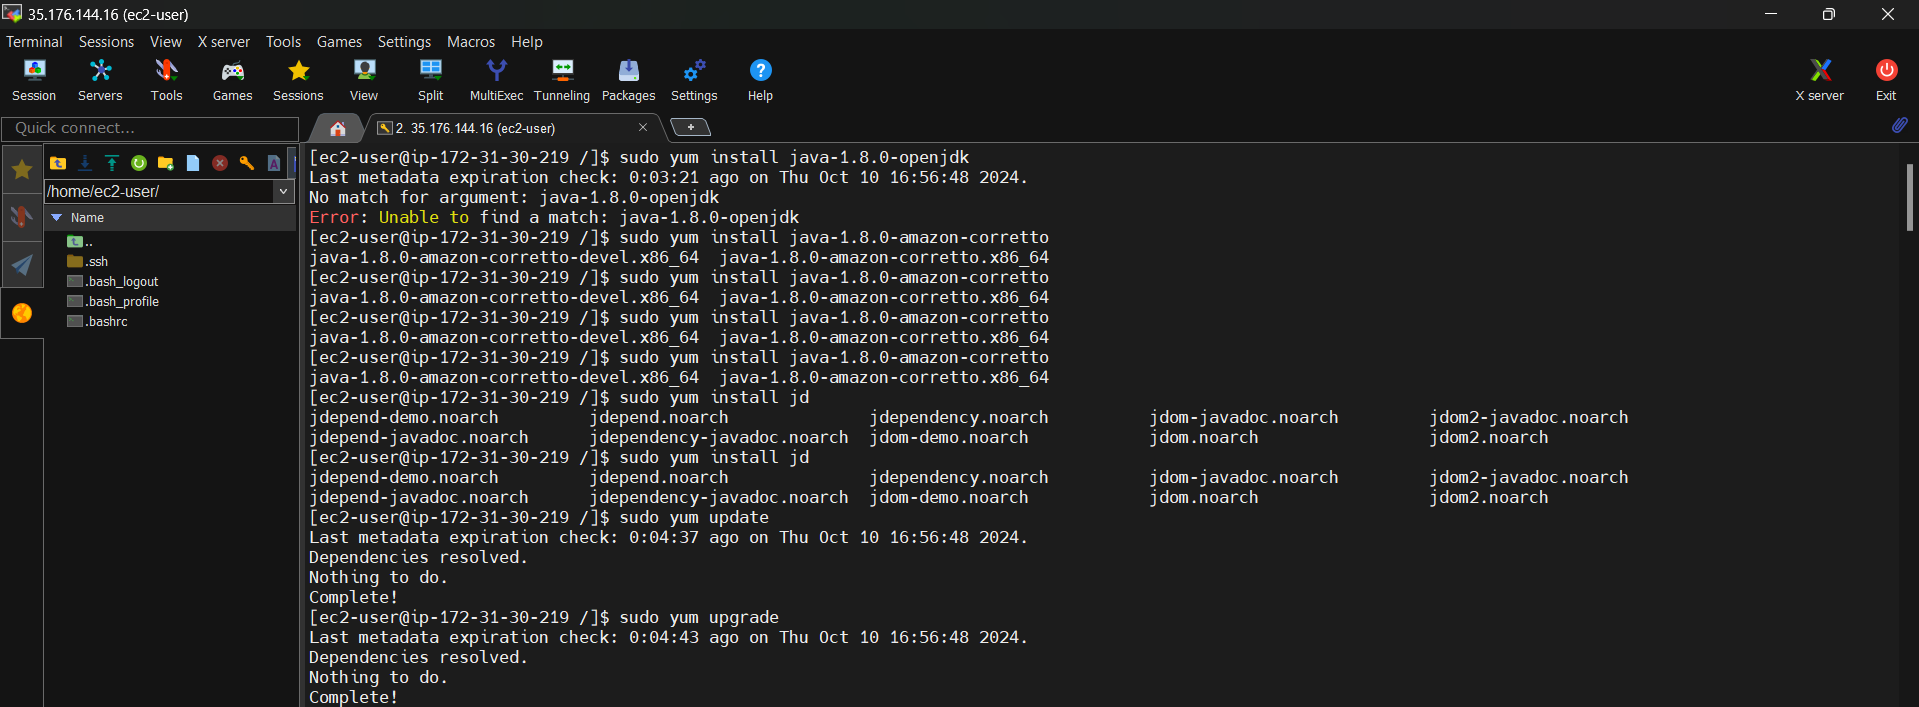 35.176.144.16 (ec2-user)
Terminal Sessions View X server Tools Games Settings Macros Help
Session Servers Tools Games Sessions View Split MultiExec Tunneling Packages Settings Help X server Exit
Quick connect...
2. 35.176.144.16 (ec2-user)
/home/ec2-user/
Name
..
.ssh
.bash_logout
.bash_profile
.bashrc
[ec2-user@ip-172-31-30-219 /]$ sudo yum install java-1.8.0-openjdk
Last metadata expiration check: 0:03:21 ago on Thu Oct 10 16:56:48 2024.
No match for argument: java-1.8.0-openjdk
Error: Unable to find a match: java-1.8.0-openjdk
[ec2-user@ip-172-31-30-219 /]$ sudo yum install java-1.8.0-amazon-corretto
java-1.8.0-amazon-corretto-devel.x86_64  java-1.8.0-amazon-corretto.x86_64
[ec2-user@ip-172-31-30-219 /]$ sudo yum install java-1.8.0-amazon-corretto
java-1.8.0-amazon-corretto-devel.x86_64  java-1.8.0-amazon-corretto.x86_64
[ec2-user@ip-172-31-30-219 /]$ sudo yum install java-1.8.0-amazon-corretto
java-1.8.0-amazon-corretto-devel.x86_64  java-1.8.0-amazon-corretto.x86_64
[ec2-user@ip-172-31-30-219 /]$ sudo yum install java-1.8.0-amazon-corretto
java-1.8.0-amazon-corretto-devel.x86_64  java-1.8.0-amazon-corretto.x86_64
[ec2-user@ip-172-31-30-219 /]$ sudo yum install jd
jdepend-demo.noarch         jdepend.noarch              jdependency.noarch          jdom-javadoc.noarch         jdom2-javadoc.noarch
jdepend-javadoc.noarch      jdependency-javadoc.noarch  jdom-demo.noarch            jdom.noarch                 jdom2.noarch
[ec2-user@ip-172-31-30-219 /]$ sudo yum install jd
jdepend-demo.noarch         jdepend.noarch              jdependency.noarch          jdom-javadoc.noarch         jdom2-javadoc.noarch
jdepend-javadoc.noarch      jdependency-javadoc.noarch  jdom-demo.noarch            jdom.noarch                 jdom2.noarch
[ec2-user@ip-172-31-30-219 /]$ sudo yum update
Last metadata expiration check: 0:04:37 ago on Thu Oct 10 16:56:48 2024.
Dependencies resolved.
Nothing to do.
Complete!
[ec2-user@ip-172-31-30-219 /]$ sudo yum upgrade
Last metadata expiration check: 0:04:43 ago on Thu Oct 10 16:56:48 2024.
Dependencies resolved.
Nothing to do.
Complete!